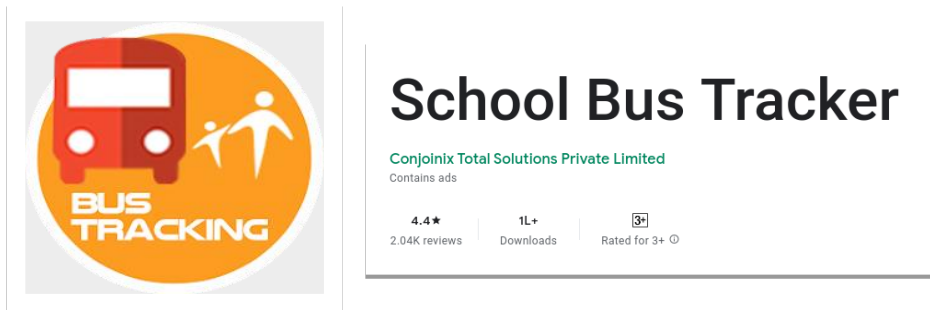 BUS
TRACKING
School Bus Tracker
Conjoinix Total Solutions Private Limited
Contains ads
4.4★ 1L+ 3+
2.04K reviews Downloads Rated for 3+